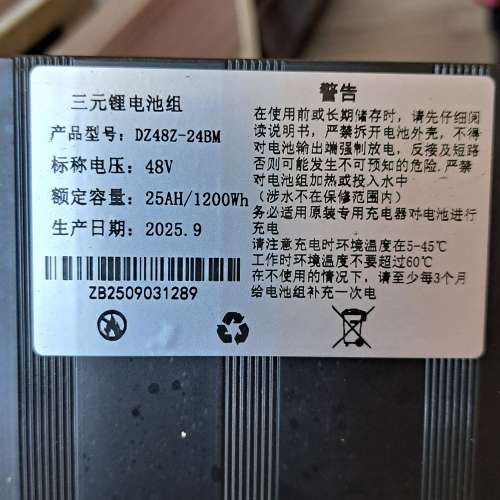 三元锂电池组
产品型号: DZ48Z-24BM
标称电压: 48V
额定容量: 25AH/1200Wh
生产日期: 2025.9
ZB2509031289
警告
在使用前或长期储存时, 请先仔细阅
读说明书, 严禁拆开电池外壳, 不得
对电池输出端强制放电, 反接及短路
否则可能发生不可预知的危险, 严禁
对电池组加热或投入水中
(涉水不在保修范围内)
务必适用原装专用充电器对电池进行
充电
请注意充电时环境温度在5-45℃
工作时环境温度不要超过60℃
在不使用的情况下, 请至少每3个月
给电池组补充一次电